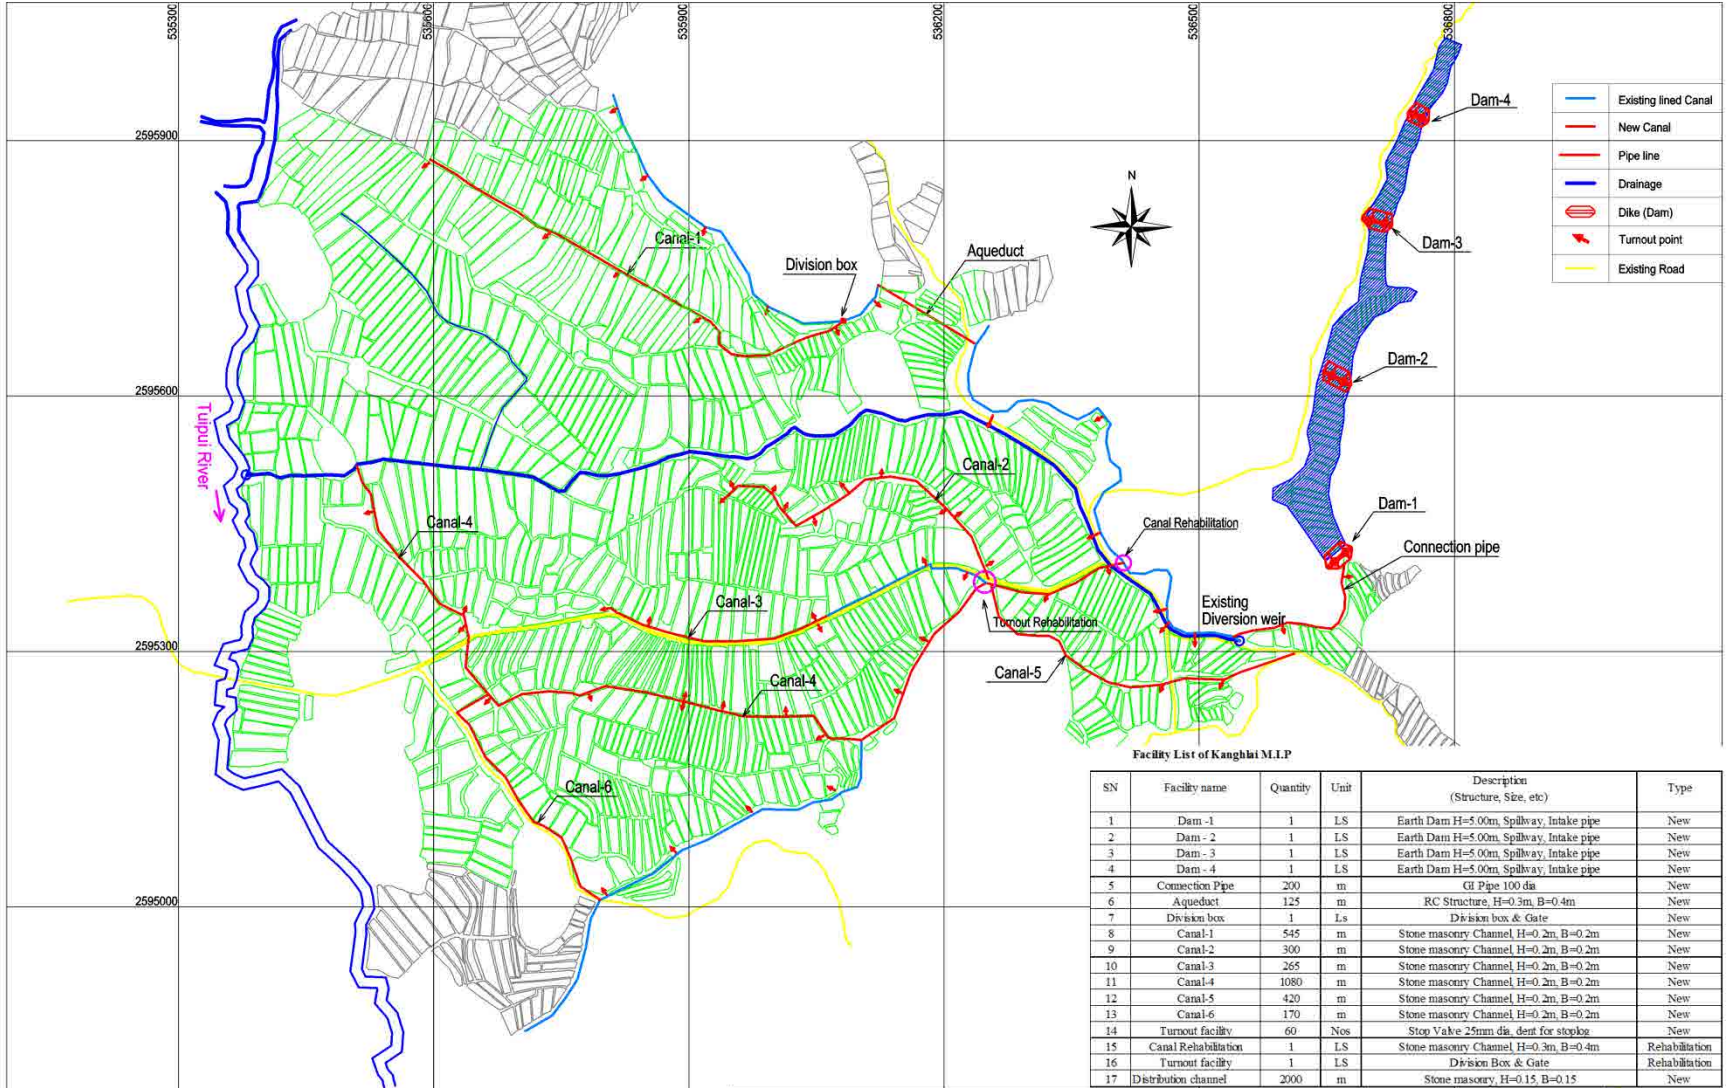 535300
535600
535900
536200
536500
536800
2595900
2595600
2595300
2595000
Existing lined Canal
New Canal
Pipe line
Drainage
Dike (Dam)
Turnout point
Existing Road
N
Dam-4
Dam-3
Dam-2
Dam-1
Connection pipe
Canal-1
Division box
Aqueduct
Tuipui River
Canal-2
Canal-4
Canal Rehabilitation
Canal-3
Turnout Rehabilitation
Existing
Diversion weir
Canal-5
Canal-4
Canal-6
Facility List of Kanghlai M.I.P
SN Facility name Quantity Unit Description (Structure, Size, etc) Type
1 Dam -1 1 LS Earth Dam H=5.00m, Spillway, Intake pipe New
2 Dam - 2 1 LS Earth Dam H=5.00m, Spillway, Intake pipe New
3 Dam - 3 1 LS Earth Dam H=5.00m, Spillway, Intake pipe New
4 Dam - 4 1 LS Earth Dam H=5.00m, Spillway, Intake pipe New
5 Connection Pipe 200 m GI Pipe 100 dia New
6 Aqueduct 125 m RC Structure, H=0.3m, B=0.4m New
7 Division box 1 Ls Division box & Gate New
8 Canal-1 545 m Stone masonry Channel, H=0.2m, B=0.2m New
9 Canal-2 300 m Stone masonry Channel, H=0.2m, B=0.2m New
10 Canal-3 265 m Stone masonry Channel, H=0.2m, B=0.2m New
11 Canal-4 1080 m Stone masonry Channel, H=0.2m, B=0.2m New
12 Canal-5 420 m Stone masonry Channel, H=0.2m, B=0.2m New
13 Canal-6 170 m Stone masonry Channel, H=0.2m, B=0.2m New
14 Turnout facility 60 Nos Stop Valve 25mm dia, dent for stoplog New
15 Canal Rehabilitation 1 LS Stone masonry Channel, H=0.3m, B=0.4m Rehabilitation
16 Turnout facility 1 LS Division Box & Gate Rehabilitation
17 Distribution channel 2000 m Stone masonry, H=0.15, B=0.15 New